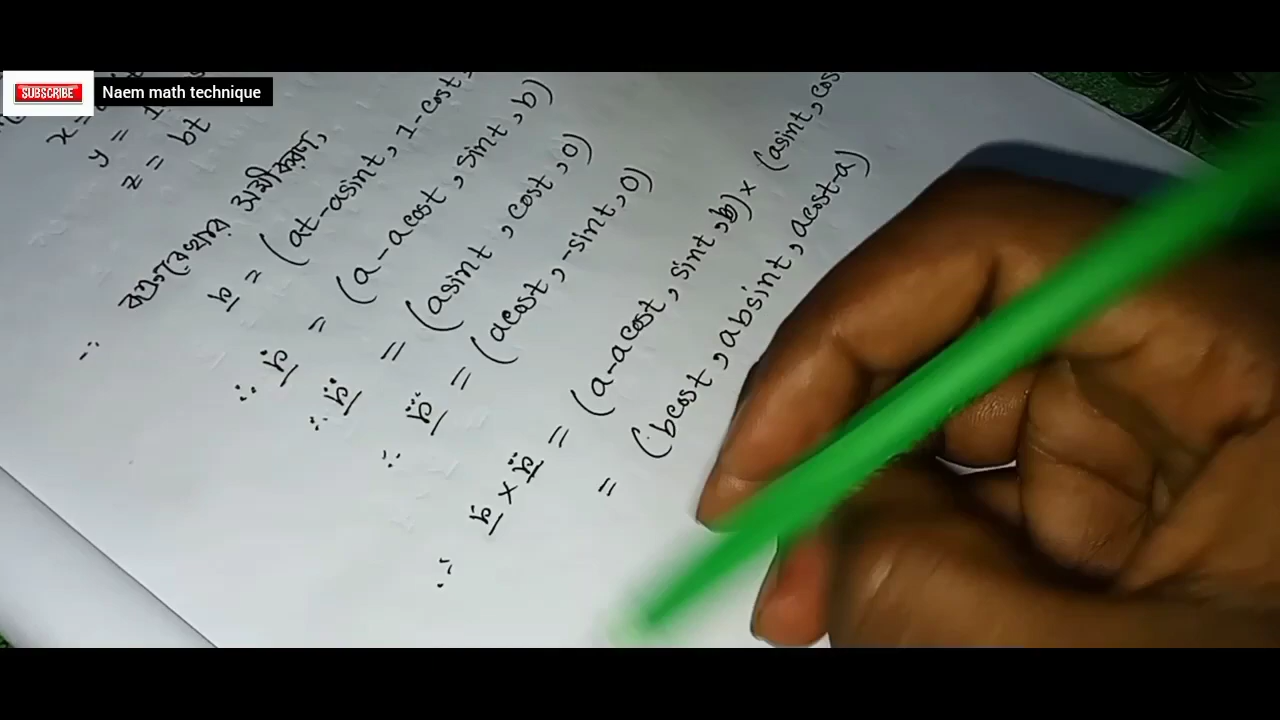 SUBSCRIBE
Naem math technique
y = 1
z = bt
∴ বক্ররেখার সমীকরণ,
r = (at-asint, 1-cost,
∴ ṙ = (a-acost, sint, b)
∴ r̈ = (asint, cost, 0)
∴ r⃛ = (acost, -sint, 0)
∴ ṙ × r̈ = (a-acost, sint, b) × (asint, cos
= (bcost, absint, acost-a)